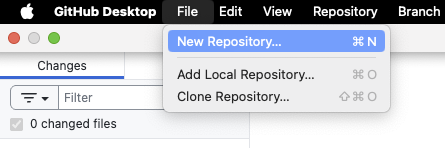 GitHub Desktop File Edit View Repository Branch
New Repository... ⌘ N
Changes
Add Local Repository... ⌘ O
Filter
Clone Repository... ⇧ ⌘ O
0 changed files